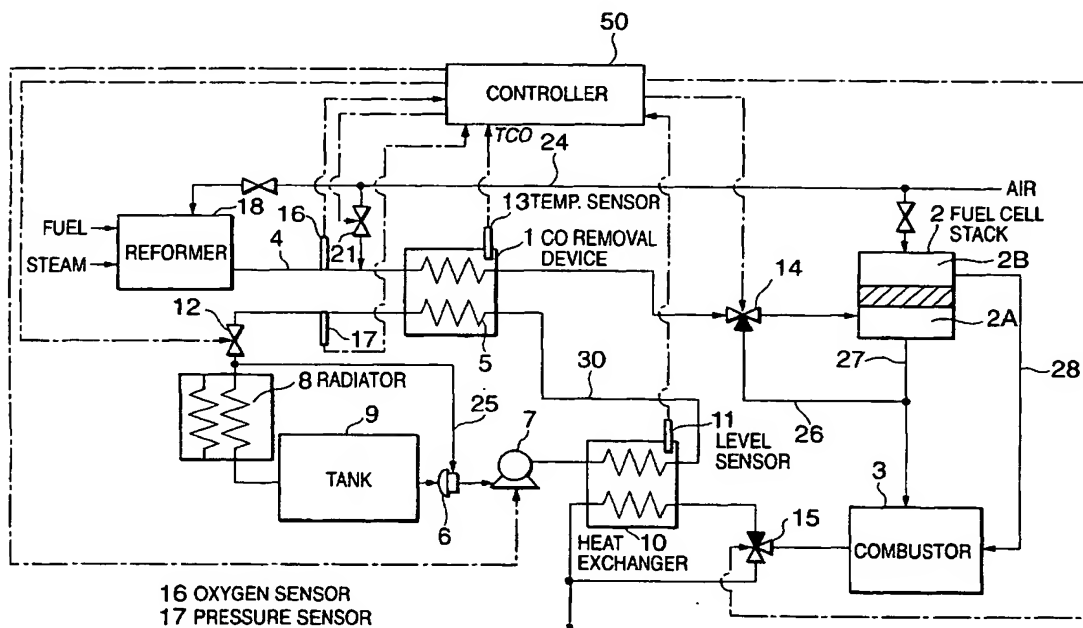 50
CONTROLLER
TCO
24
AIR
18
16
13 TEMP. SENSOR
2 FUEL CELL
STACK
FUEL
REFORMER
STEAM
4
21
1 CO REMOVAL
DEVICE
14
2B
2A
12
17
5
27
28
8 RADIATOR
30
25
26
9
7
11
LEVEL
SENSOR
TANK
6
3
15
COMBUSTOR
HEAT 10
EXCHANGER
16 OXYGEN SENSOR
17 PRESSURE SENSOR